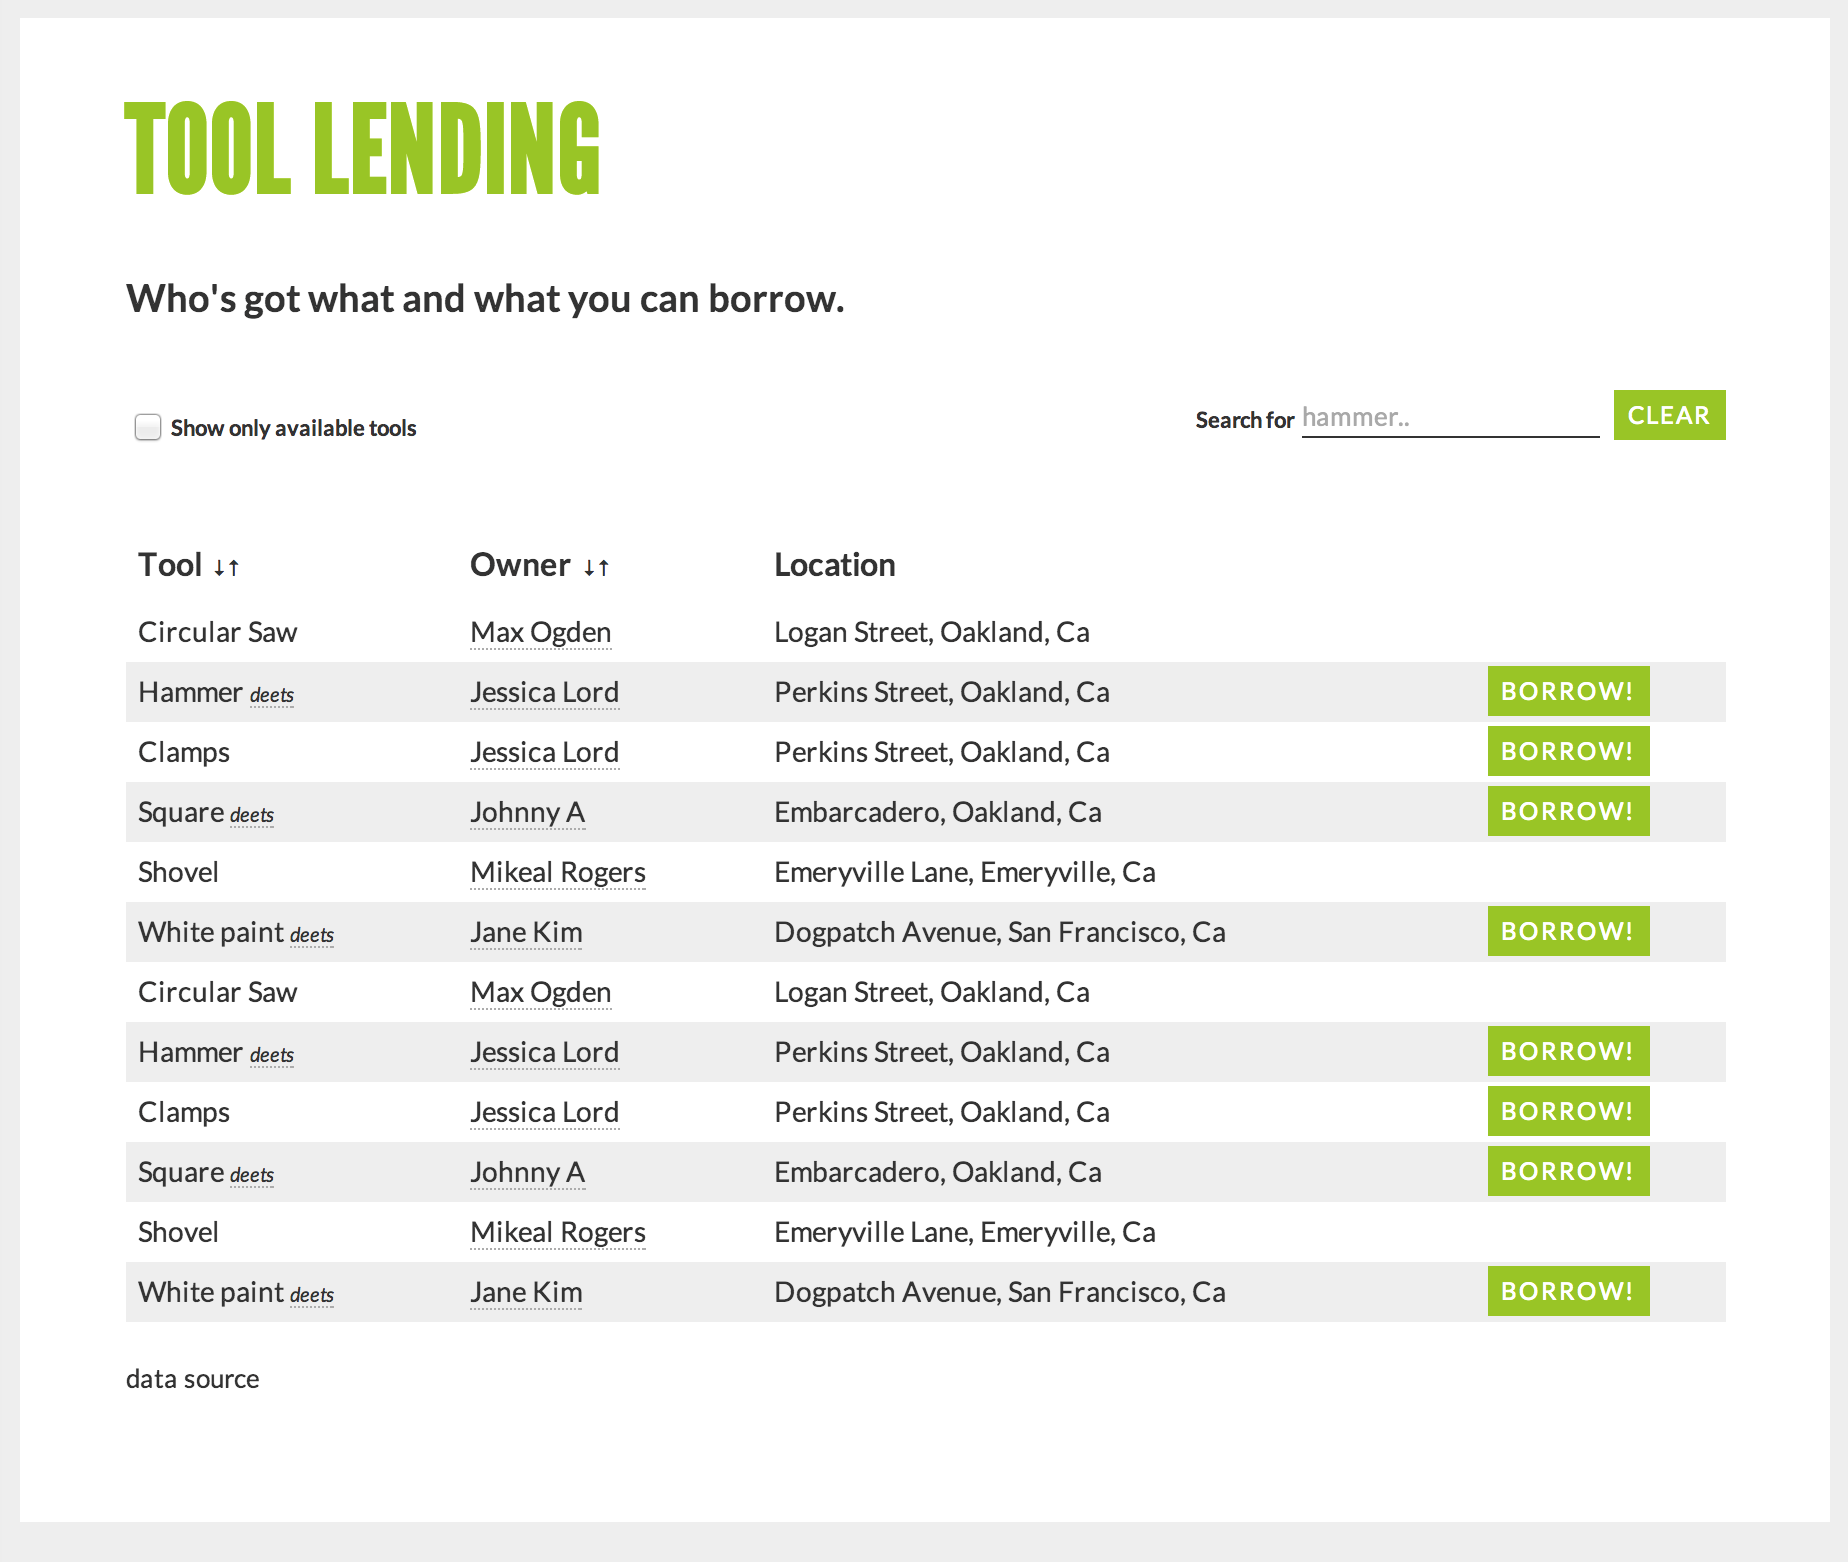 TOOL LENDING
Who's got what and what you can borrow.
Show only available tools Search for hammer.. CLEAR
Tool ↓↑ Owner ↓↑ Location
Circular Saw Max Ogden Logan Street, Oakland, Ca
Hammer deets Jessica Lord Perkins Street, Oakland, Ca BORROW!
Clamps Jessica Lord Perkins Street, Oakland, Ca BORROW!
Square deets Johnny A Embarcadero, Oakland, Ca BORROW!
Shovel Mikeal Rogers Emeryville Lane, Emeryville, Ca
White paint deets Jane Kim Dogpatch Avenue, San Francisco, Ca BORROW!
Circular Saw Max Ogden Logan Street, Oakland, Ca
Hammer deets Jessica Lord Perkins Street, Oakland, Ca BORROW!
Clamps Jessica Lord Perkins Street, Oakland, Ca BORROW!
Square deets Johnny A Embarcadero, Oakland, Ca BORROW!
Shovel Mikeal Rogers Emeryville Lane, Emeryville, Ca
White paint deets Jane Kim Dogpatch Avenue, San Francisco, Ca BORROW!
data source